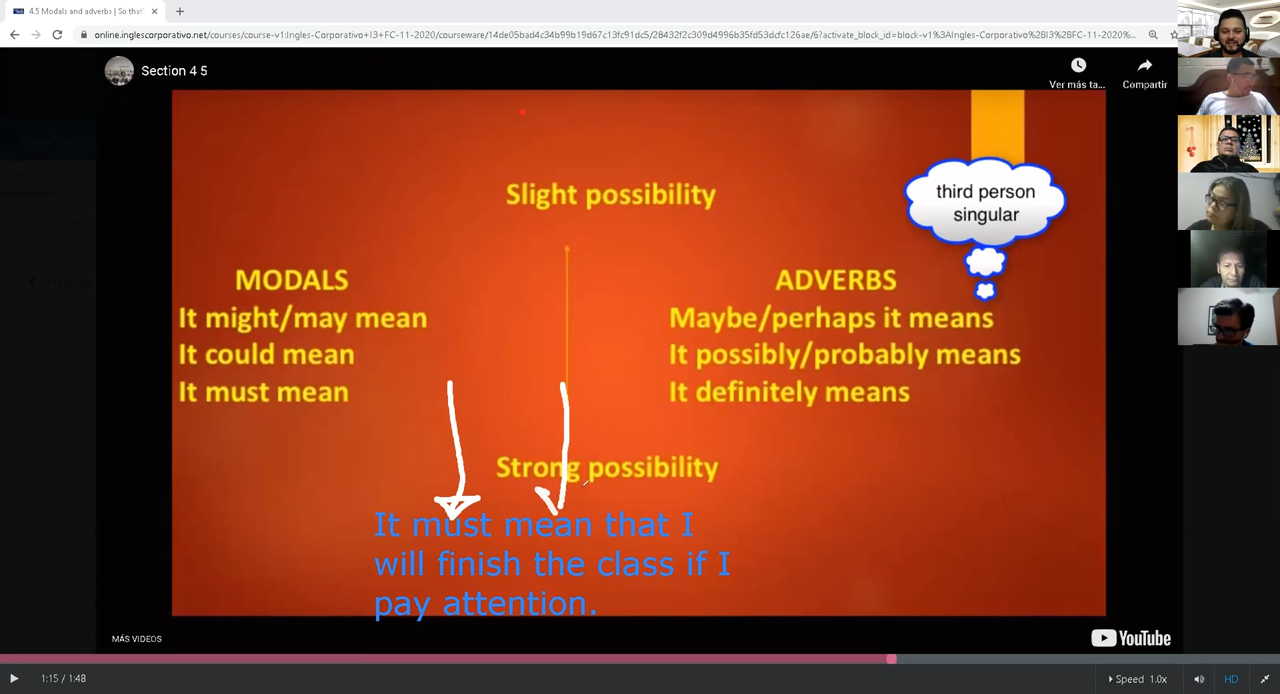 4.5 Modals and adverbs | So that'
online.inglescorporativo.net/courses/course-v1:Ingles-Corporativo+I3+FC-11-2020/courseware/14de05bad4c34b99b19d67c13fc91dc5/28432f2c309d4996b35fd53dcfc126ae/6?activate_block_id=block-v1%3AIngles-Corporativo%2BI3%2BFC-11-2020%...
Section 4 5
Ver más ta...
Compartir
Slight possibility
third person
singular
MODALS
It might/may mean
It could mean
It must mean
ADVERBS
Maybe/perhaps it means
It possibly/probably means
It definitely means
Strong possibility
It must mean that I
will finish the class if I
pay attention.
MÁS VIDEOS
YouTube
1:15 / 1:48
Speed 1.0x
HD